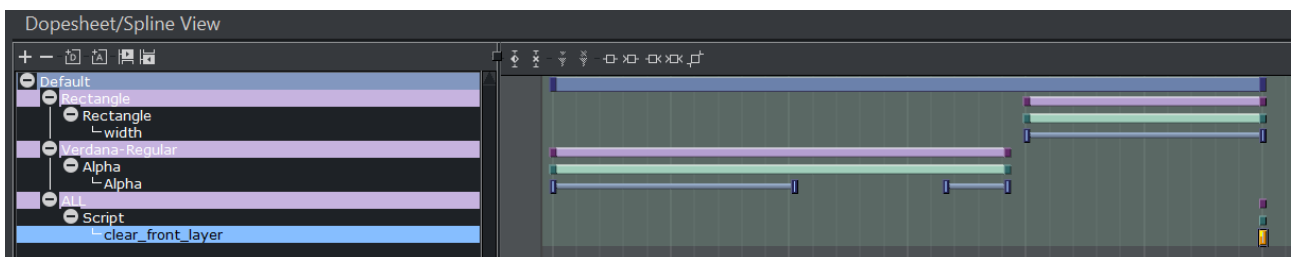 Dopesheet/Spline View
D A
Default
Rectangle
Rectangle
width
Verdana-Regular
Alpha
Alpha
ALL
Script
clear_front_layer